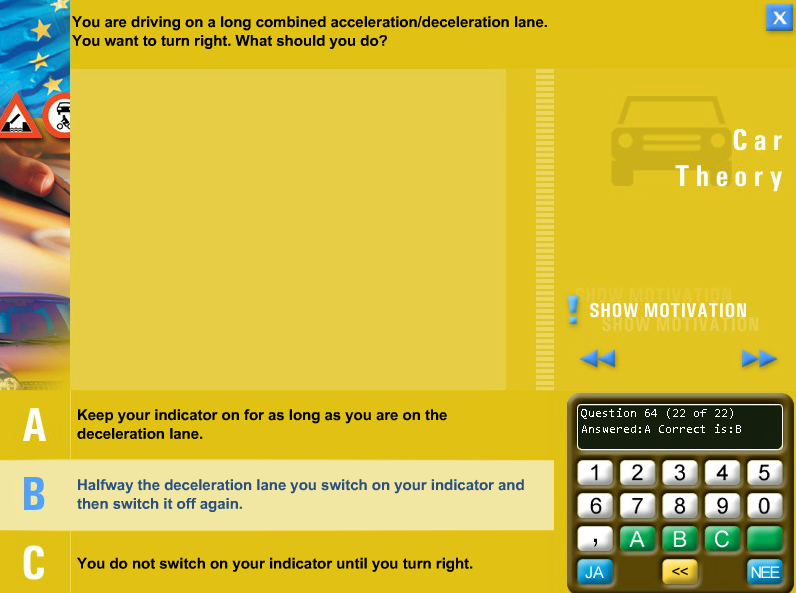 You are driving on a long combined acceleration/deceleration lane.
You want to turn right. What should you do?
X
Car
Theory
SHOW MOTIVATION
SHOW MOTIVATION
SHOW MOTIVATION
A
Keep your indicator on for as long as you are on the
deceleration lane.
B
Halfway the deceleration lane you switch on your indicator and
then switch it off again.
C
You do not switch on your indicator until you turn right.
Question 64 (22 of 22)
Answered:A Correct is:B
1 2 3 4 5
6 7 8 9 0
, A B C
JA << NEE